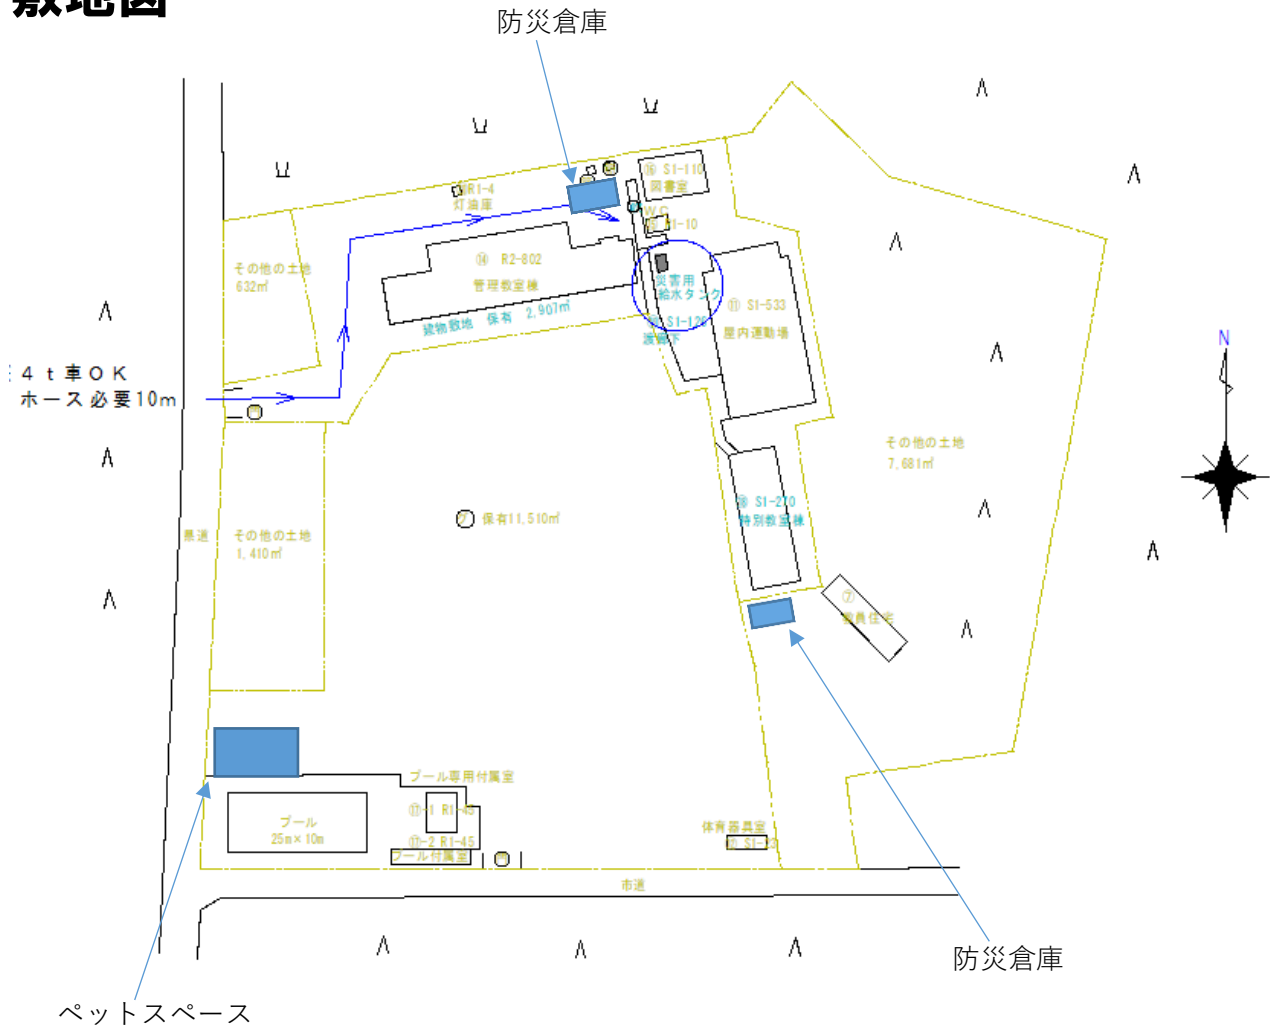 敷地図
防災倉庫
⑯ S1-110
図書室
R1-4
灯油庫
WC
R1-10
⑭ R2-802
管理教室棟
建物敷地 保有 2,907㎡
その他の土地
632㎡
災害用
給水タンク
S1-126
渡廊下
⑪ S1-533
屋内運動場
N
4t車OK
ホース必要10m
その他の土地
7,681㎡
⑱ S1-270
特別教室棟
保有11,510㎡
県道
その他の土地
1,410㎡
⑦
教員住宅
プール専用付属室
⑰-1 R1-45
プール
25m×10m
⑰-2 R1-45
プール付属室
体育器具室
S1-23
市道
防災倉庫
ペットスペース